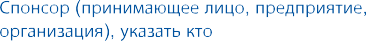 Спонсор (принимающее лицо, предприятие,
организация), указать кто